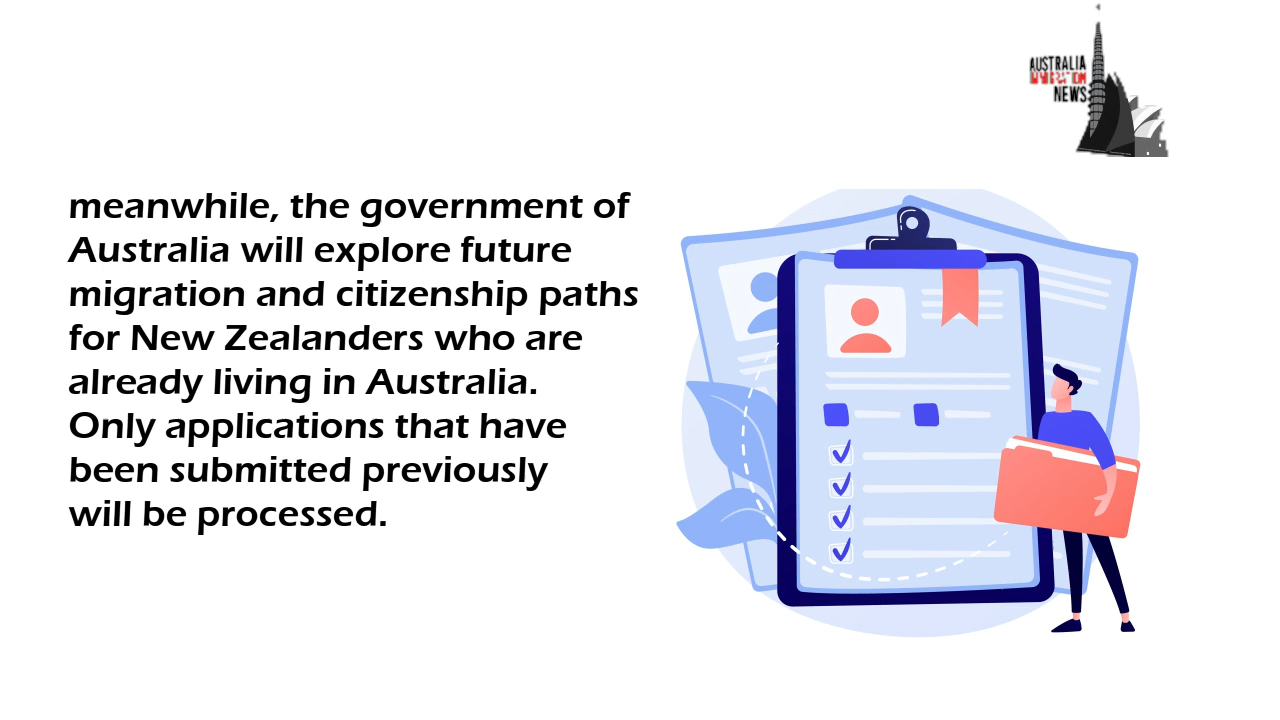 AUSTRALIA
NEWS
meanwhile, the government of
Australia will explore future
migration and citizenship paths
for New Zealanders who are
already living in Australia.
Only applications that have
been submitted previously
will be processed.